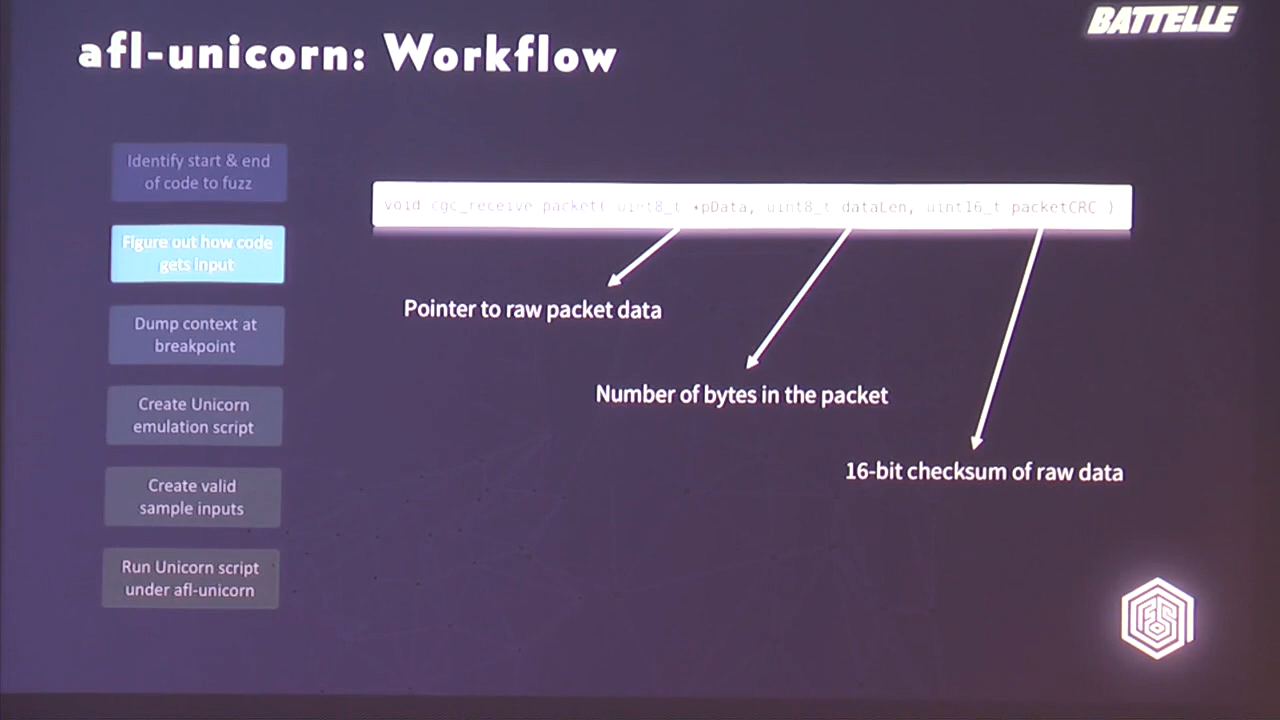 BATTELLE
afl-unicorn: Workflow
Identify start & end
of code to fuzz
Figure out how code
gets input
Dump context at
breakpoint
Create Unicorn
emulation script
Create valid
sample inputs
Run Unicorn script
under afl-unicorn
void cgc_receive_packet( uint8_t *pData, uint8_t dataLen, uint16_t packetCRC )
Pointer to raw packet data
Number of bytes in the packet
16-bit checksum of raw data